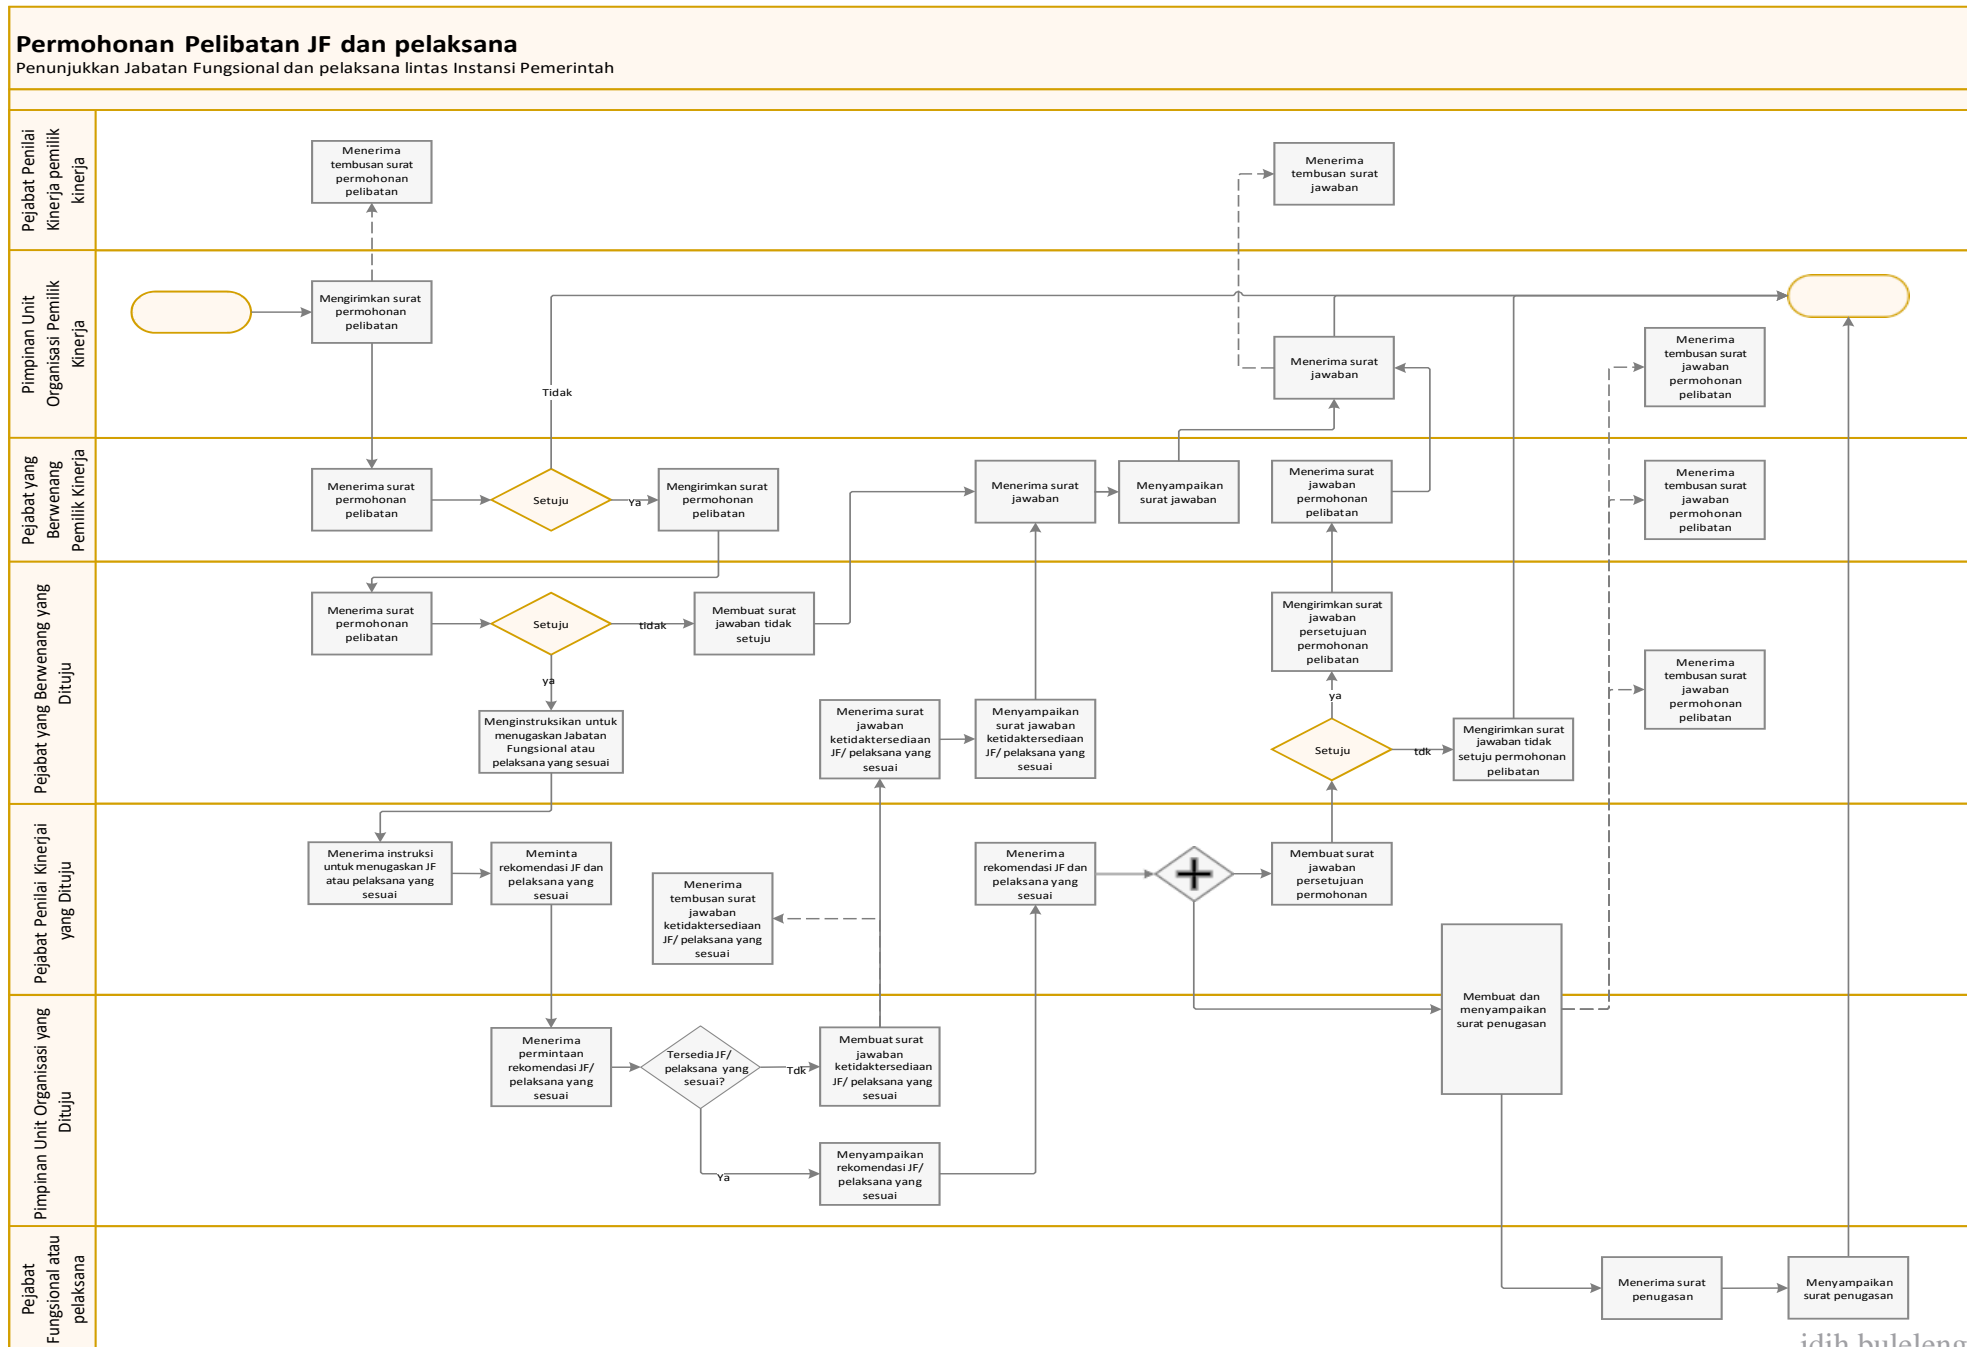 Permohonan Pelibatan JF dan pelaksana
Penunjukkan Jabatan Fungsional dan pelaksana lintas Instansi Pemerintah
Pejabat Penilai
Kinerja pemilik
kinerja
Menerima
tembusan surat
permohonan
pelibatan
Menerima
tembusan surat
jawaban
Pimpinan Unit
Organisasi Pemilik
Kinerja
Mengirimkan surat
permohonan
pelibatan
Tidak
Menerima surat
jawaban
Menerima
tembusan surat
jawaban
permohonan
pelibatan
Pejabat yang
Berwenang
Pemilik Kinerja
Menerima surat
permohonan
pelibatan
Setuju
Ya
Mengirimkan surat
permohonan
pelibatan
Menerima surat
jawaban
Menyampaikan
surat jawaban
Menerima surat
jawaban
permohonan
pelibatan
Menerima
tembusan surat
jawaban
permohonan
pelibatan
Pejabat yang Berwenang yang
Dituju
Menerima surat
permohonan
pelibatan
Setuju
tidak
Membuat surat
jawaban tidak
setuju
ya
Menginstruksikan untuk
menugaskan Jabatan
Fungsional atau
pelaksana yang sesuai
Menerima surat
jawaban
ketidaktersediaan
JF/ pelaksana yang
sesuai
Menyampaikan
surat jawaban
ketidaktersediaan
JF/ pelaksana yang
sesuai
Mengirimkan surat
jawaban
persetujuan
permohonan
pelibatan
ya
Setuju
tdk
Mengirimkan surat
jawaban tidak
setuju permohonan
pelibatan
Menerima
tembusan surat
jawaban
permohonan
pelibatan
Pejabat Penilai Kinerjai
yang Dituju
Menerima instruksi
untuk menugaskan JF
atau pelaksana yang
sesuai
Meminta
rekomendasi JF dan
pelaksana yang
sesuai
Menerima
tembusan surat
jawaban
ketidaktersediaan
JF/ pelaksana yang
sesuai
Menerima
rekomendasi JF dan
pelaksana yang
sesuai
Membuat surat
jawaban
persetujuan
permohonan
Membuat dan
menyampaikan
surat penugasan
Pimpinan Unit Organisasi yang
Dituju
Menerima
permintaan
rekomendasi JF/
pelaksana yang
sesuai
Tersedia JF/
pelaksana yang
sesuai?
Tdk
Membuat surat
jawaban
ketidaktersediaan
JF/ pelaksana yang
sesuai
Ya
Menyampaikan
rekomendasi JF/
pelaksana yang
sesuai
Pejabat
Fungsional atau
pelaksana
Menerima surat
penugasan
Menyampaikan
surat penugasan
jdih.buleleng